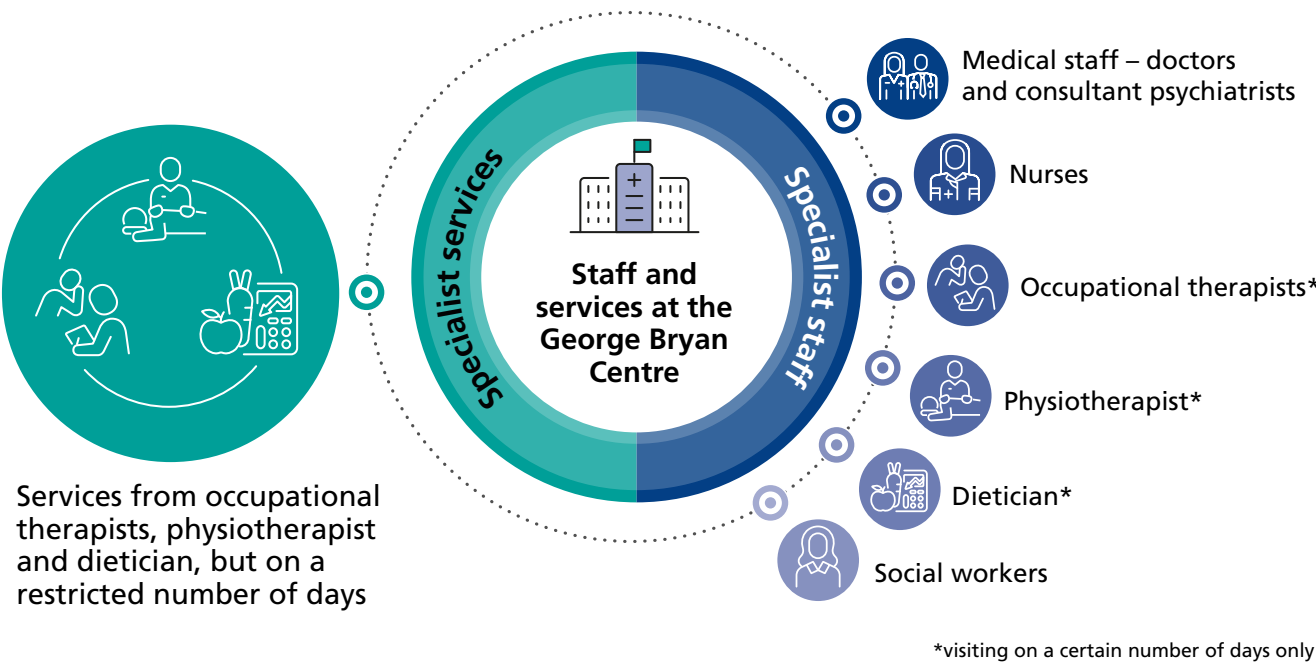 Specialist services
Specialist staff
Staff and
services at the
George Bryan
Centre
Services from occupational
therapists, physiotherapist
and dietician, but on a
restricted number of days
Medical staff – doctors
and consultant psychiatrists
Nurses
Occupational therapists*
Physiotherapist*
Dietician*
Social workers
*visiting on a certain number of days only